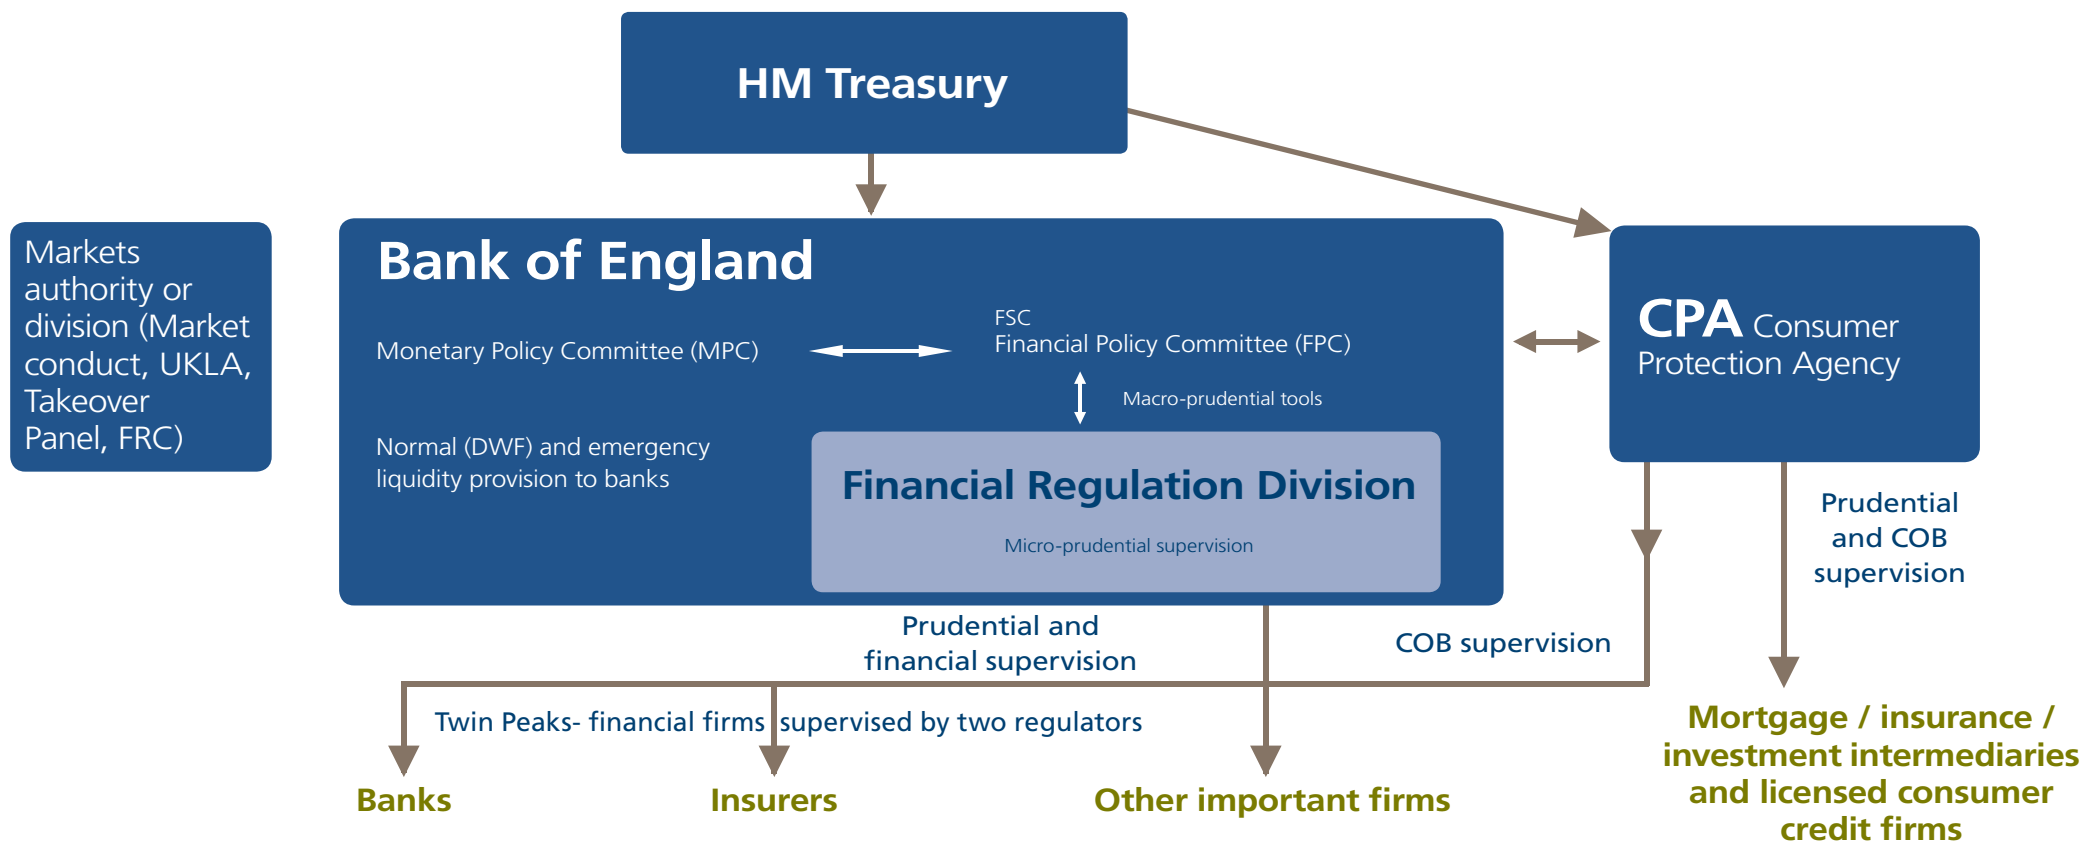 HM Treasury
Markets
authority or
division (Market
conduct, UKLA,
Takeover
Panel, FRC)
Bank of England
Monetary Policy Committee (MPC)
FSC
Financial Policy Committee (FPC)
Macro-prudential tools
Normal (DWF) and emergency
liquidity provision to banks
Financial Regulation Division
Micro-prudential supervision
CPA Consumer
Protection Agency
Prudential and
financial supervision
COB supervision
Prudential
and COB
supervision
Twin Peaks- financial firms supervised by two regulators
Banks
Insurers
Other important firms
Mortgage / insurance /
investment intermediaries
and licensed consumer
credit firms